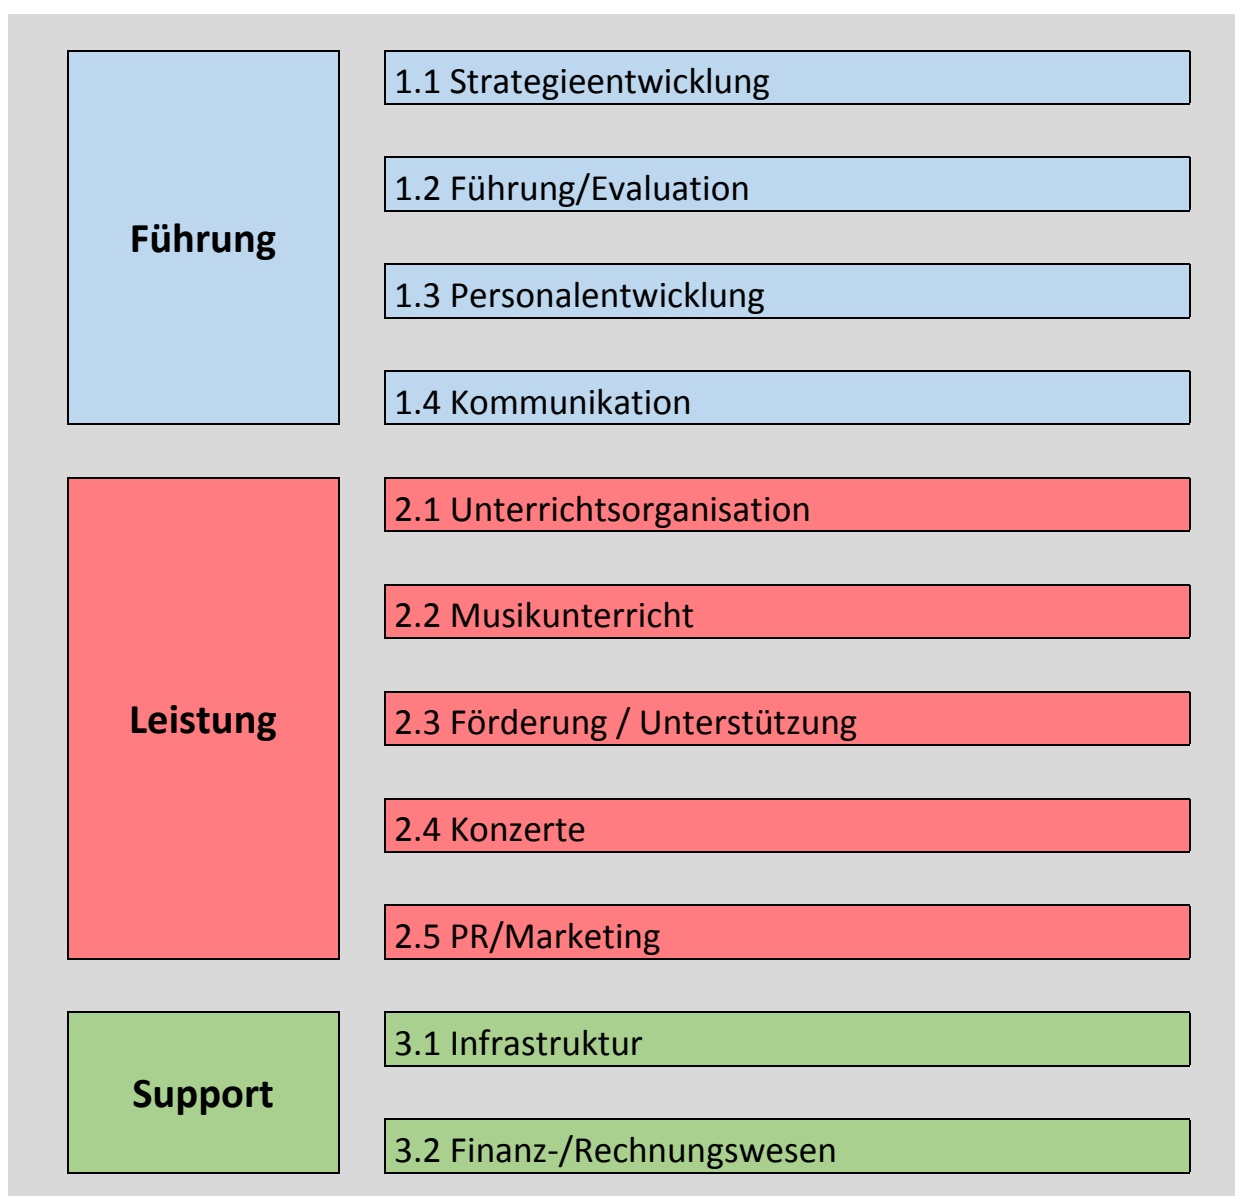 Führung
1.1 Strategieentwicklung
1.2 Führung/Evaluation
1.3 Personalentwicklung
1.4 Kommunikation
Leistung
2.1 Unterrichtsorganisation
2.2 Musikunterricht
2.3 Förderung / Unterstützung
2.4 Konzerte
2.5 PR/Marketing
Support
3.1 Infrastruktur
3.2 Finanz-/Rechnungswesen